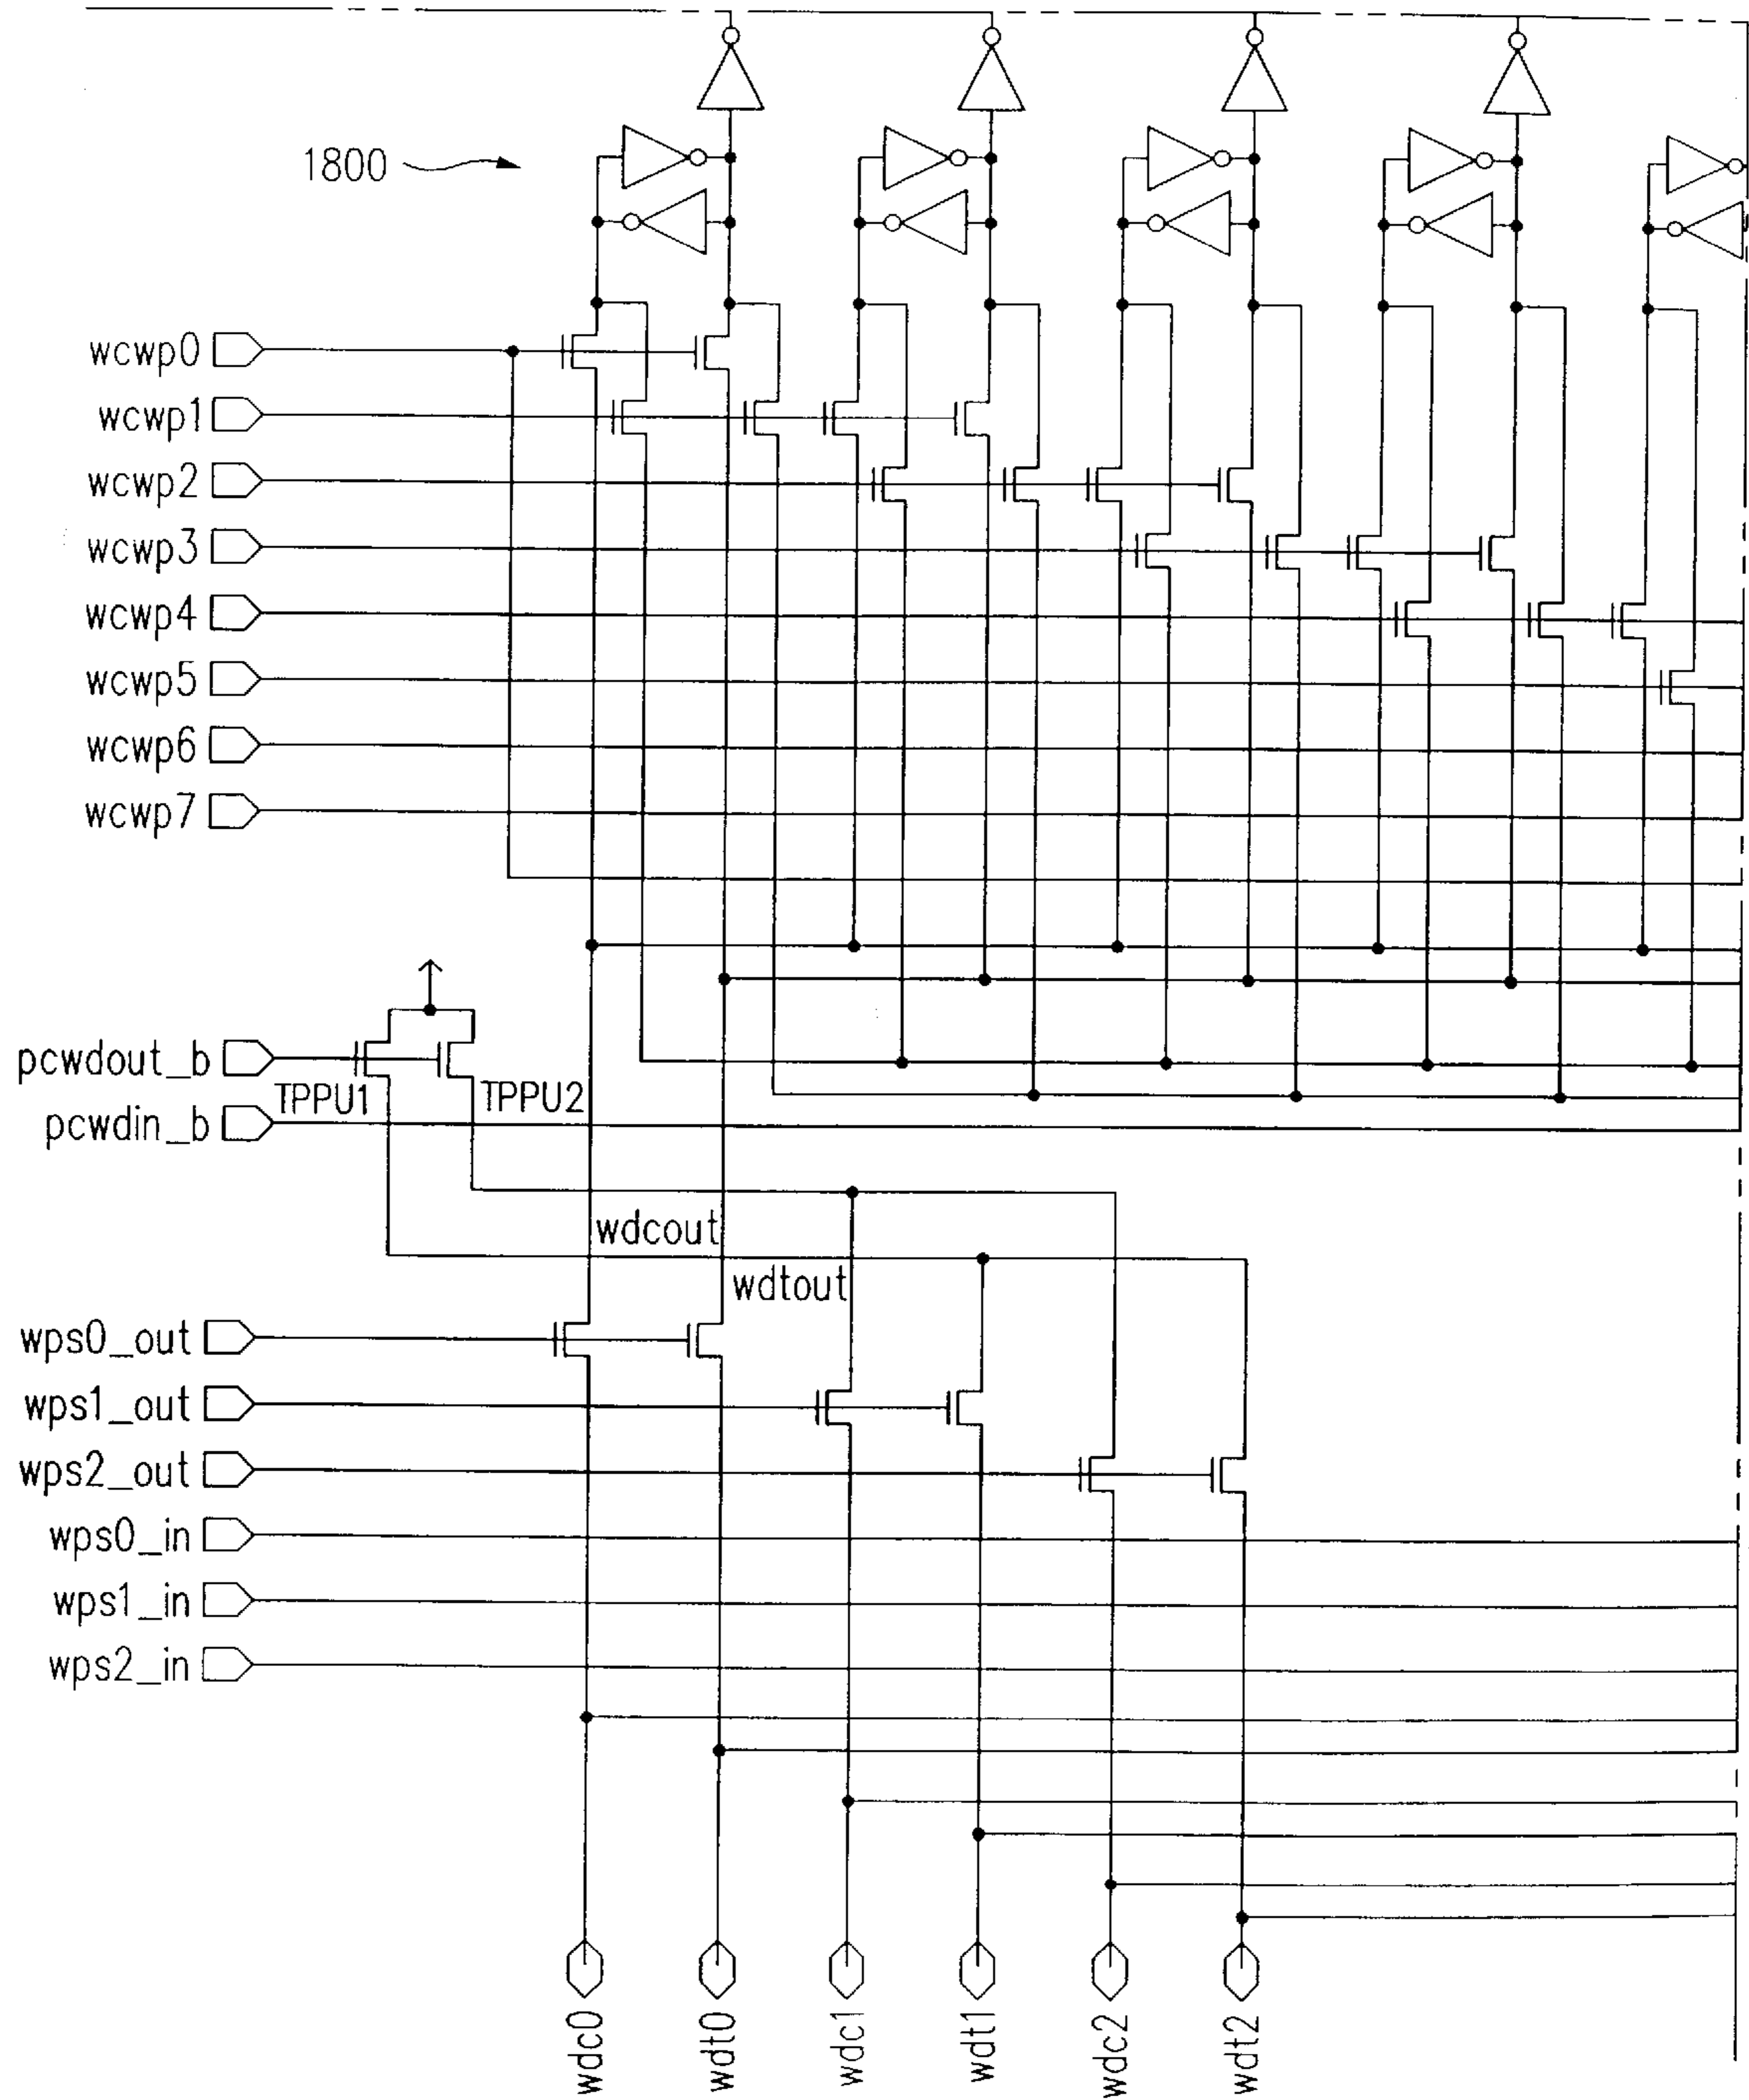 1800
wcwp0
wcwp1
wcwp2
wcwp3
wcwp4
wcwp5
wcwp6
wcwp7
pcwdout_b
TPPU1
TPPU2
pcwdin_b
wdcout
wdtout
wps0_out
wps1_out
wps2_out
wps0_in
wps1_in
wps2_in
wdc0
wdt0
wdc1
wdt1
wdc2
wdt2